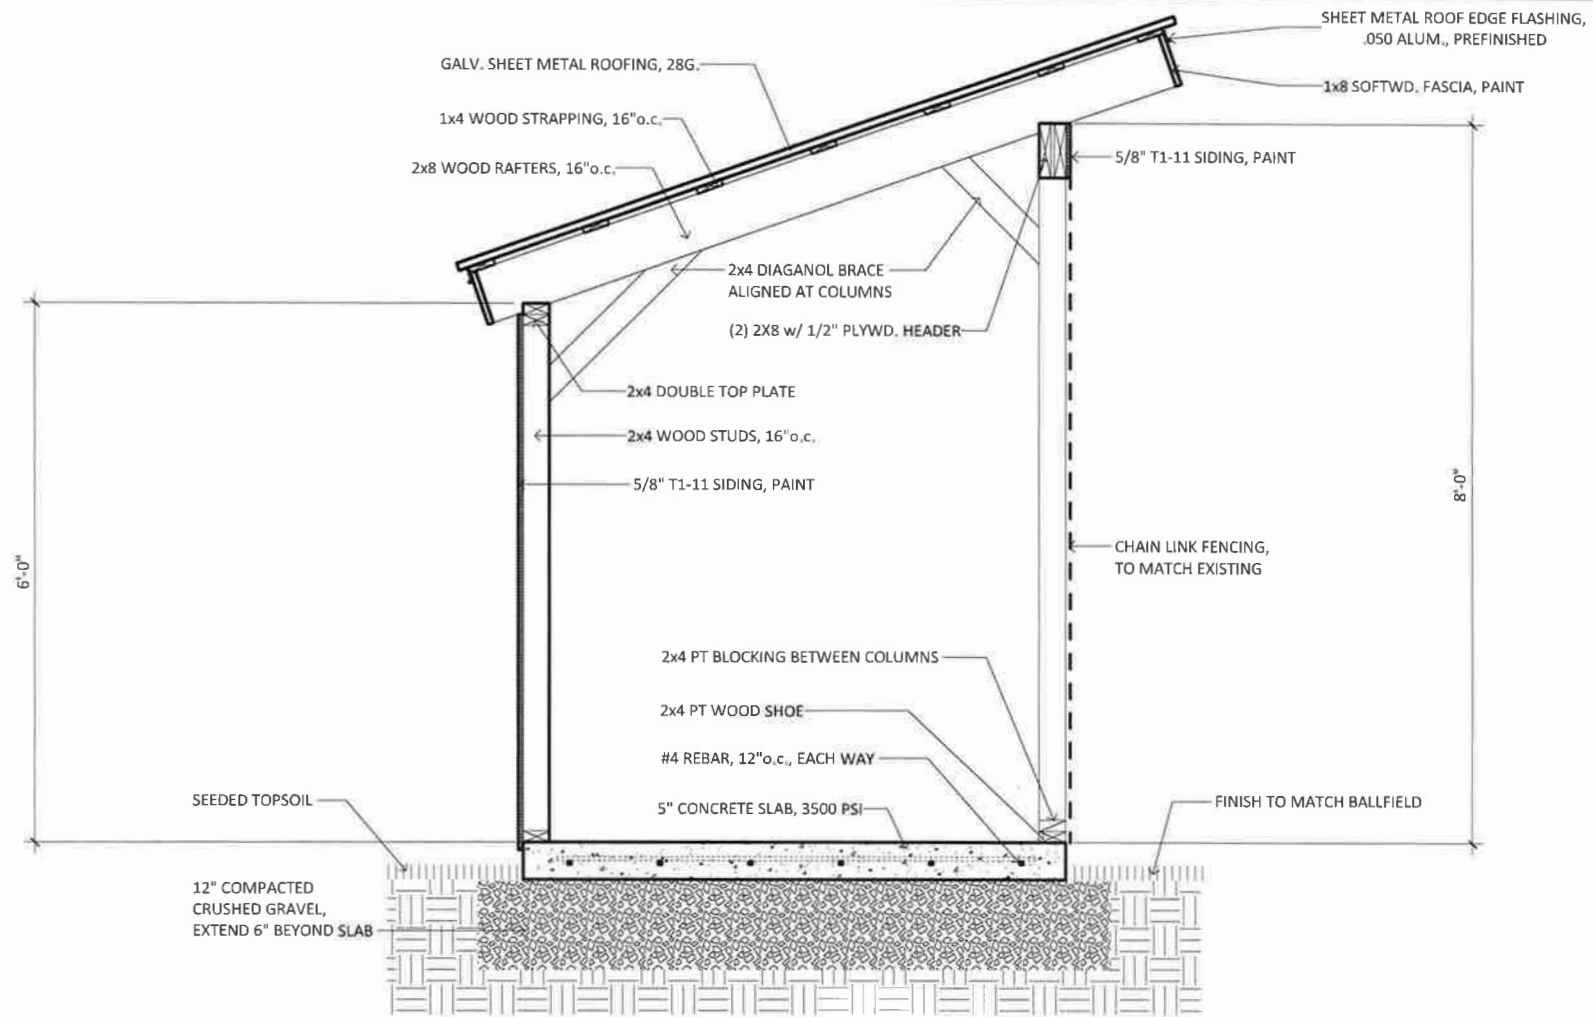 SHEET METAL ROOF EDGE FLASHING,
.050 ALUM., PREFINISHED
GALV. SHEET METAL ROOFING, 28G.
1x8 SOFTWD. FASCIA, PAINT
1x4 WOOD STRAPPING, 16"o.c.
5/8" T1-11 SIDING, PAINT
2x8 WOOD RAFTERS, 16"o.c.
2x4 DIAGANOL BRACE
ALIGNED AT COLUMNS
(2) 2X8 w/ 1/2" PLYWD. HEADER
2x4 DOUBLE TOP PLATE
2x4 WOOD STUDS, 16"o.c.
5/8" T1-11 SIDING, PAINT
8'-0"
CHAIN LINK FENCING,
TO MATCH EXISTING
6'-0"
2x4 PT BLOCKING BETWEEN COLUMNS
2x4 PT WOOD SHOE
#4 REBAR, 12"o.c., EACH WAY
SEEDED TOPSOIL
5" CONCRETE SLAB, 3500 PSI
FINISH TO MATCH BALLFIELD
12" COMPACTED
CRUSHED GRAVEL,
EXTEND 6" BEYOND SLAB